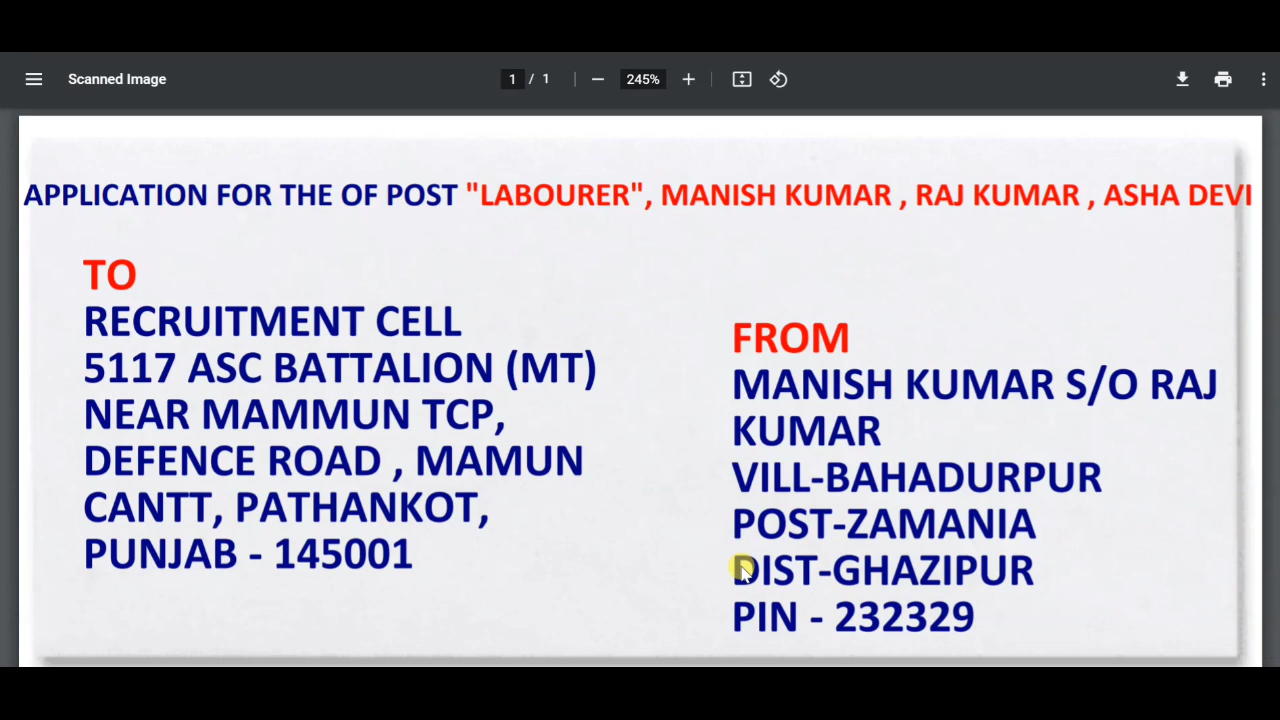 Scanned Image
1 / 1
245%
APPLICATION FOR THE OF POST "LABOURER", MANISH KUMAR , RAJ KUMAR , ASHA DEVI
TO
RECRUITMENT CELL
5117 ASC BATTALION (MT)
NEAR MAMMUN TCP,
DEFENCE ROAD , MAMUN
CANTT, PATHANKOT,
PUNJAB - 145001
FROM
MANISH KUMAR S/O RAJ
KUMAR
VILL-BAHADURPUR
POST-ZAMANIA
DIST-GHAZIPUR
PIN - 232329